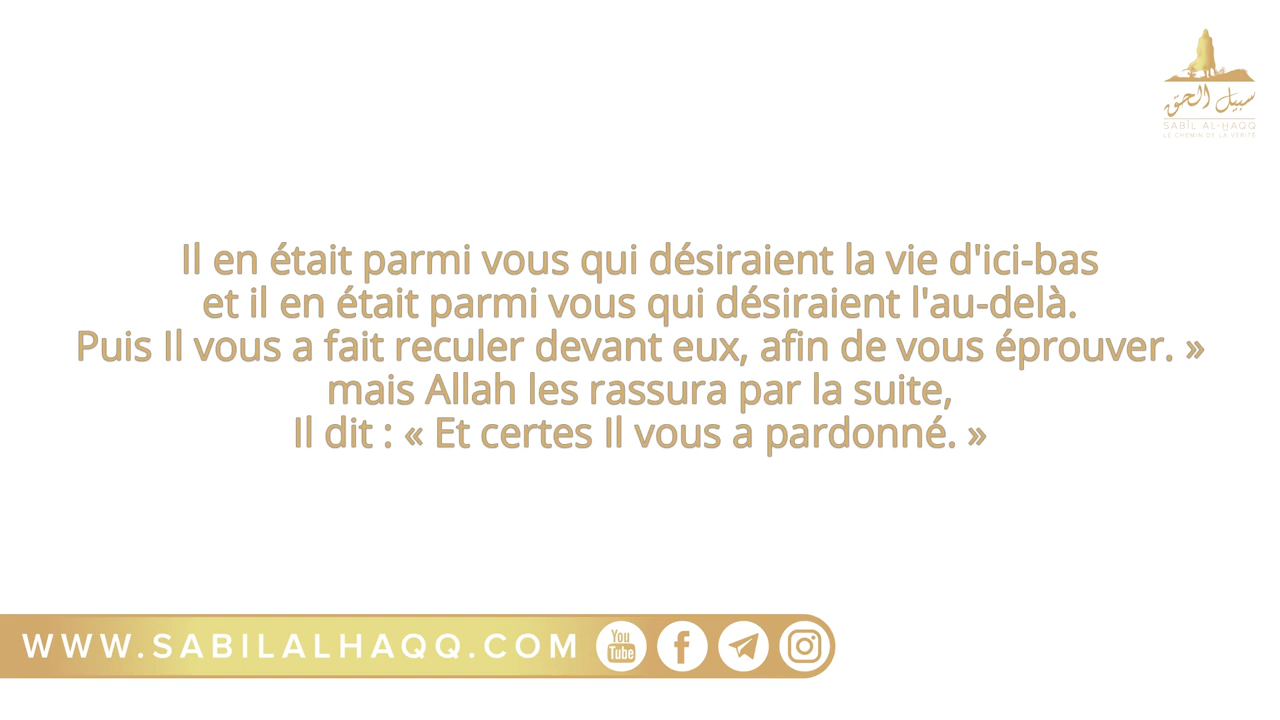 سبيل الحق
SABÎL AL-HAQQ
LE CHEMIN DE LA VÉRITÉ
Il en était parmi vous qui désiraient la vie d'ici-bas
et il en était parmi vous qui désiraient l'au-delà.
Puis Il vous a fait reculer devant eux, afin de vous éprouver. »
mais Allah les rassura par la suite,
Il dit : « Et certes Il vous a pardonné. »
WWW.SABILALHAQQ.COM
You
Tube